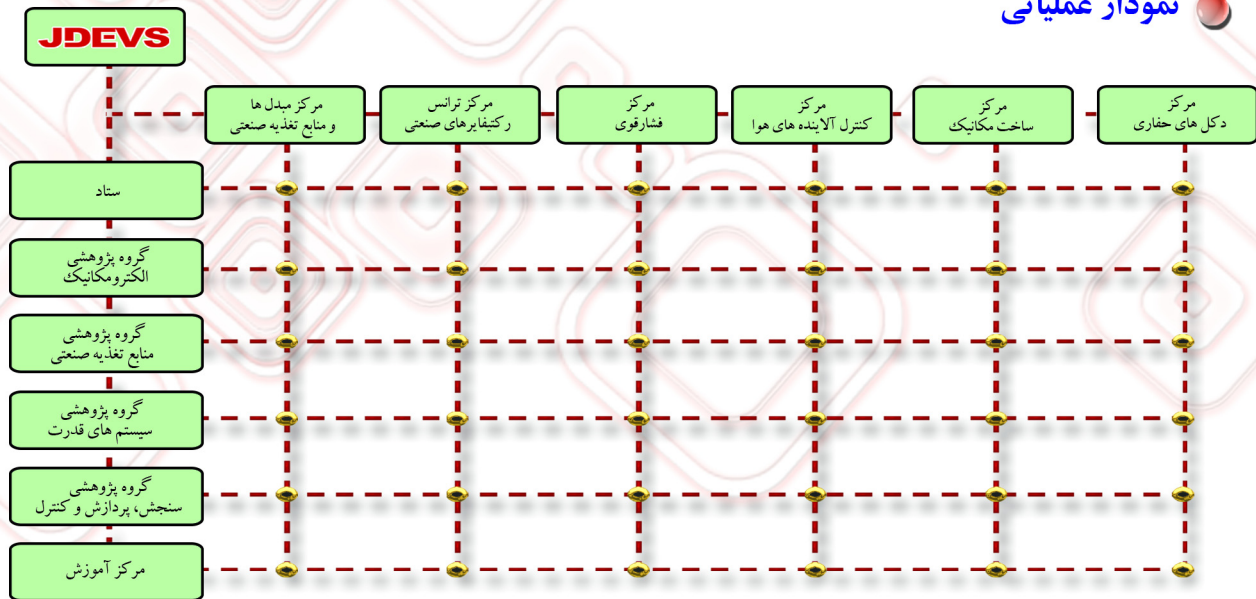 نمودار عملیاتی
JDEVS
مرکز دکل های حفاری
مرکز
ساخت مکانیک
مرکز
کنترل آلاینده های هوا
مرکز
فشارقوی
مرکز ترانس
رکتیفایرهای صنعتی
مرکز مبدل ها
و منابع تغذیه صنعتی
ستاد
گروه پژوهشی
الکترومکانیک
گروه پژوهشی
منابع تغذیه صنعتی
گروه پژوهشی
سیستم های قدرت
گروه پژوهشی
سنجش، پردازش و کنترل
مرکز آموزش